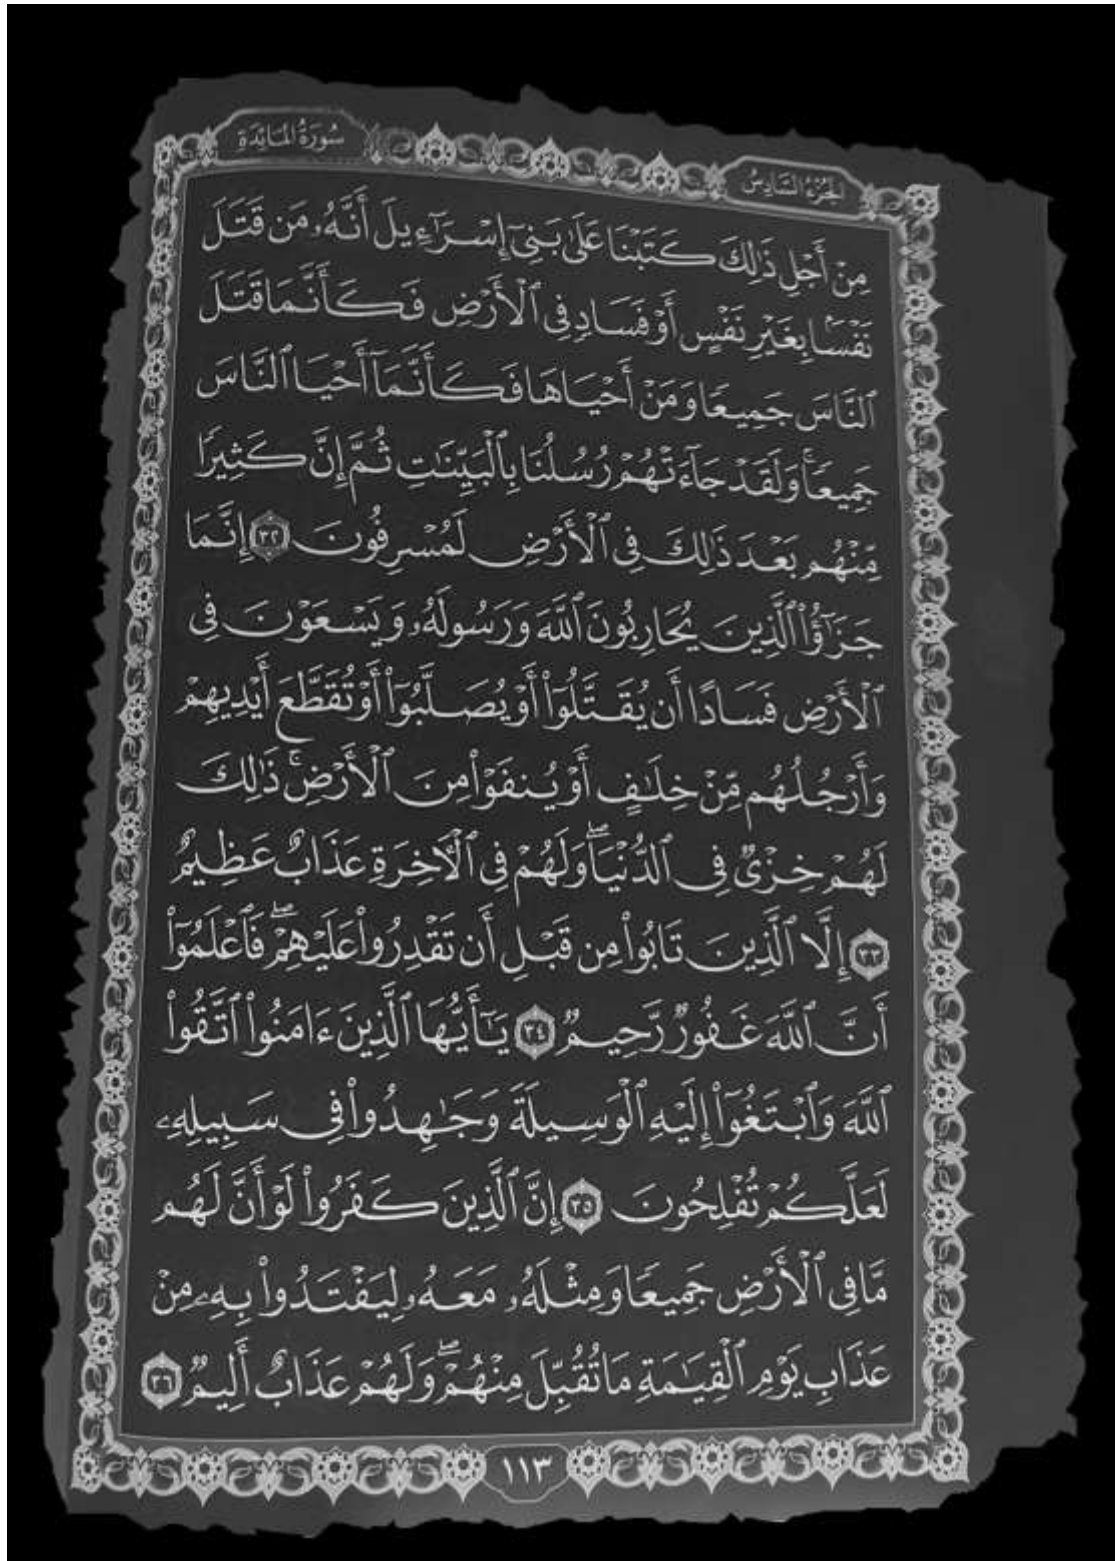 سُورَةُ المَائِدَةِ
الجُزْءُ السَّادِسُ
مِنْ أَجْلِ ذَٰلِكَ كَتَبْنَا عَلَىٰ بَنِىٓ إِسْرَٰٓءِيلَ أَنَّهُۥ مَن قَتَلَ
نَفْسًۢا بِغَيْرِ نَفْسٍ أَوْ فَسَادٍ فِى ٱلْأَرْضِ فَكَأَنَّمَا قَتَلَ
ٱلنَّاسَ جَمِيعًا وَمَنْ أَحْيَاهَا فَكَأَنَّمَآ أَحْيَا ٱلنَّاسَ
جَمِيعًاۚ وَلَقَدْ جَآءَتْهُمْ رُسُلُنَا بِٱلْبَيِّنَٰتِ ثُمَّ إِنَّ كَثِيرًا
مِّنْهُم بَعْدَ ذَٰلِكَ فِى ٱلْأَرْضِ لَمُسْرِفُونَ ٣٢ إِنَّمَا
جَزَٰٓؤُا۟ ٱلَّذِينَ يُحَارِبُونَ ٱللَّهَ وَرَسُولَهُۥ وَيَسْعَوْنَ فِى
ٱلْأَرْضِ فَسَادًا أَن يُقَتَّلُوٓا۟ أَوْ يُصَلَّبُوٓا۟ أَوْ تُقَطَّعَ أَيْدِيهِمْ
وَأَرْجُلُهُم مِّنْ خِلَٰفٍ أَوْ يُنفَوْا۟ مِنَ ٱلْأَرْضِۚ ذَٰلِكَ
لَهُمْ خِزْىٌ فِى ٱلدُّنْيَاۖ وَلَهُمْ فِى ٱلْءَاخِرَةِ عَذَابٌ عَظِيمٌ
٣٣ إِلَّا ٱلَّذِينَ تَابُوا۟ مِن قَبْلِ أَن تَقْدِرُوا۟ عَلَيْهِمْۖ فَٱعْلَمُوٓا۟
أَنَّ ٱللَّهَ غَفُورٌ رَّحِيمٌ ٣٤ يَٰٓأَيُّهَا ٱلَّذِينَ ءَامَنُوا۟ ٱتَّقُوا۟
ٱللَّهَ وَٱبْتَغُوٓا۟ إِلَيْهِ ٱلْوَسِيلَةَ وَجَٰهِدُوا۟ فِى سَبِيلِهِۦ
لَعَلَّكُمْ تُفْلِحُونَ ٣٥ إِنَّ ٱلَّذِينَ كَفَرُوا۟ لَوْ أَنَّ لَهُم
مَّا فِى ٱلْأَرْضِ جَمِيعًا وَمِثْلَهُۥ مَعَهُۥ لِيَفْتَدُوا۟ بِهِۦ مِنْ
عَذَابِ يَوْمِ ٱلْقِيَٰمَةِ مَا تُقُبِّلَ مِنْهُمْۖ وَلَهُمْ عَذَابٌ أَلِيمٌ ٣٦
١١٣